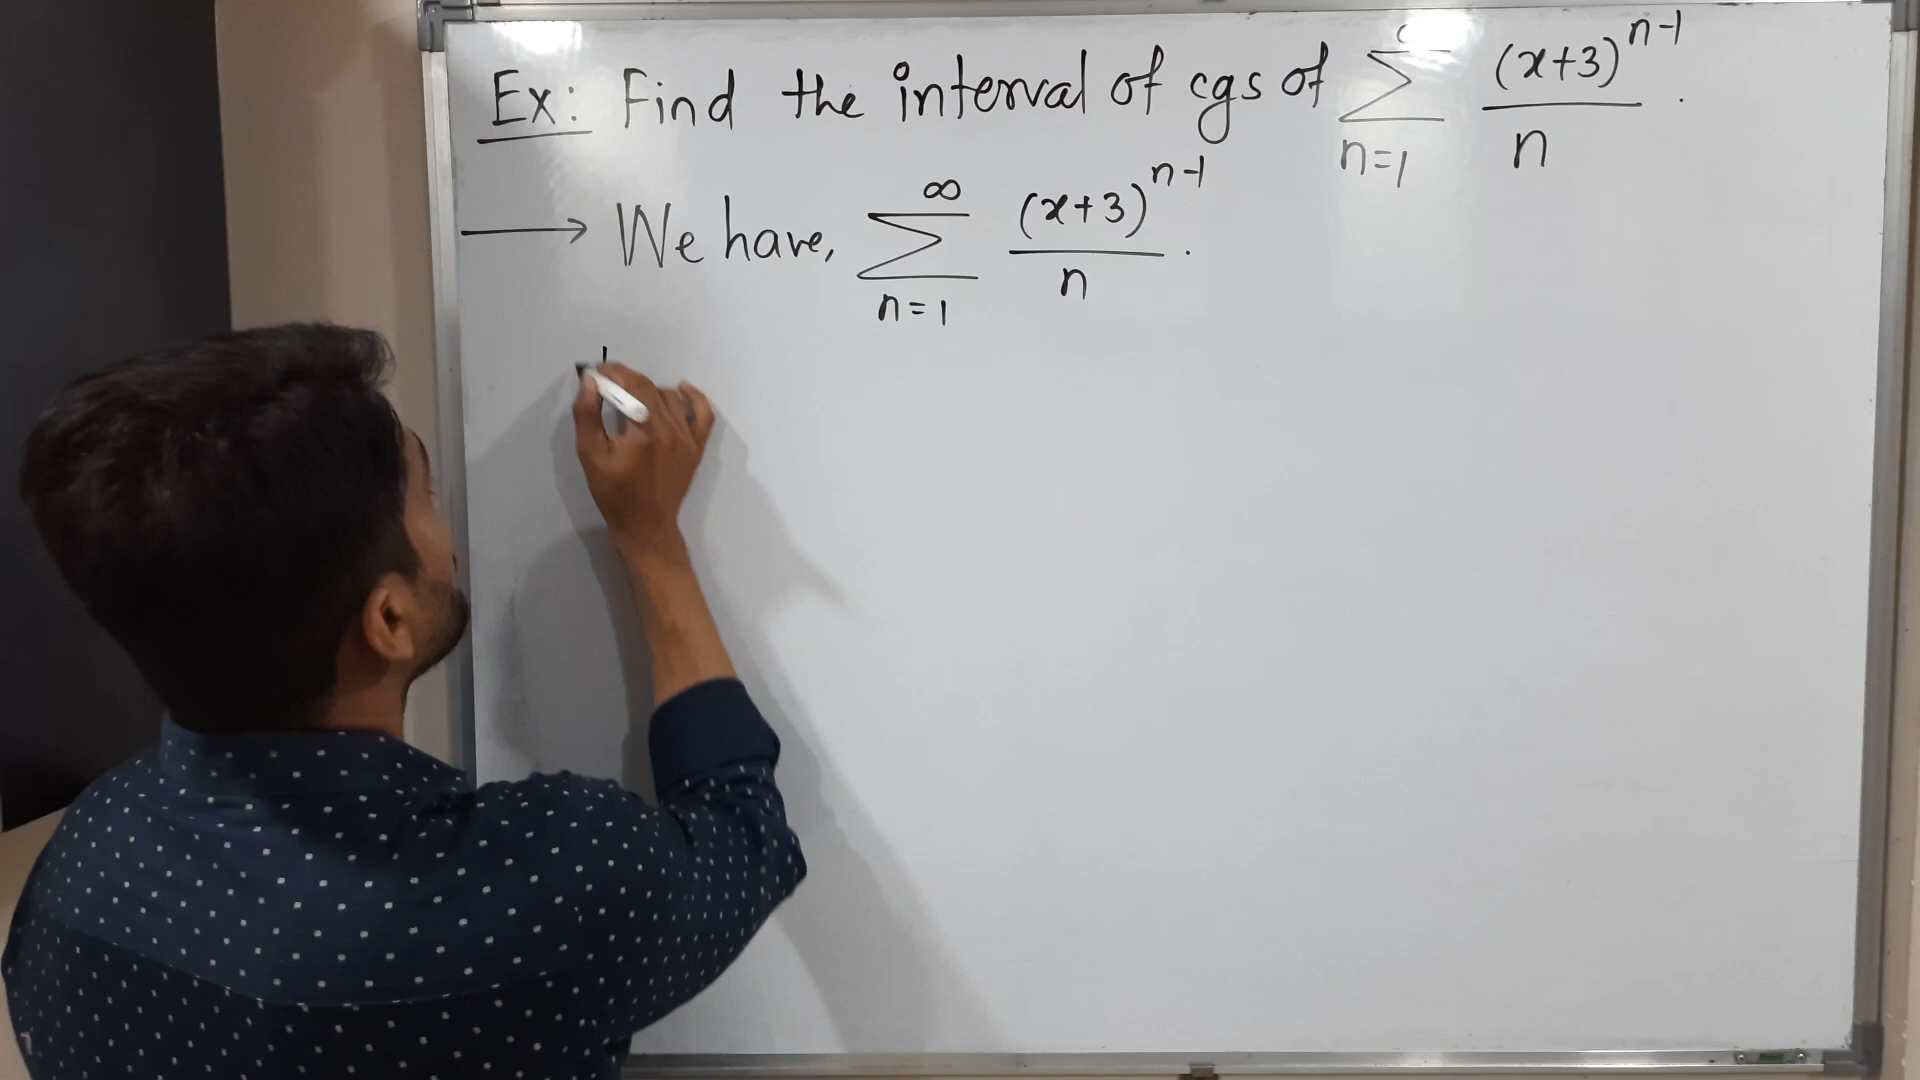 Ex: Find the interval of cgs of ∑ n=1 (x+3)^{n-1} / n .
→ We have, ∑_{n=1}^{∞} (x+3)^{n-1} / n .